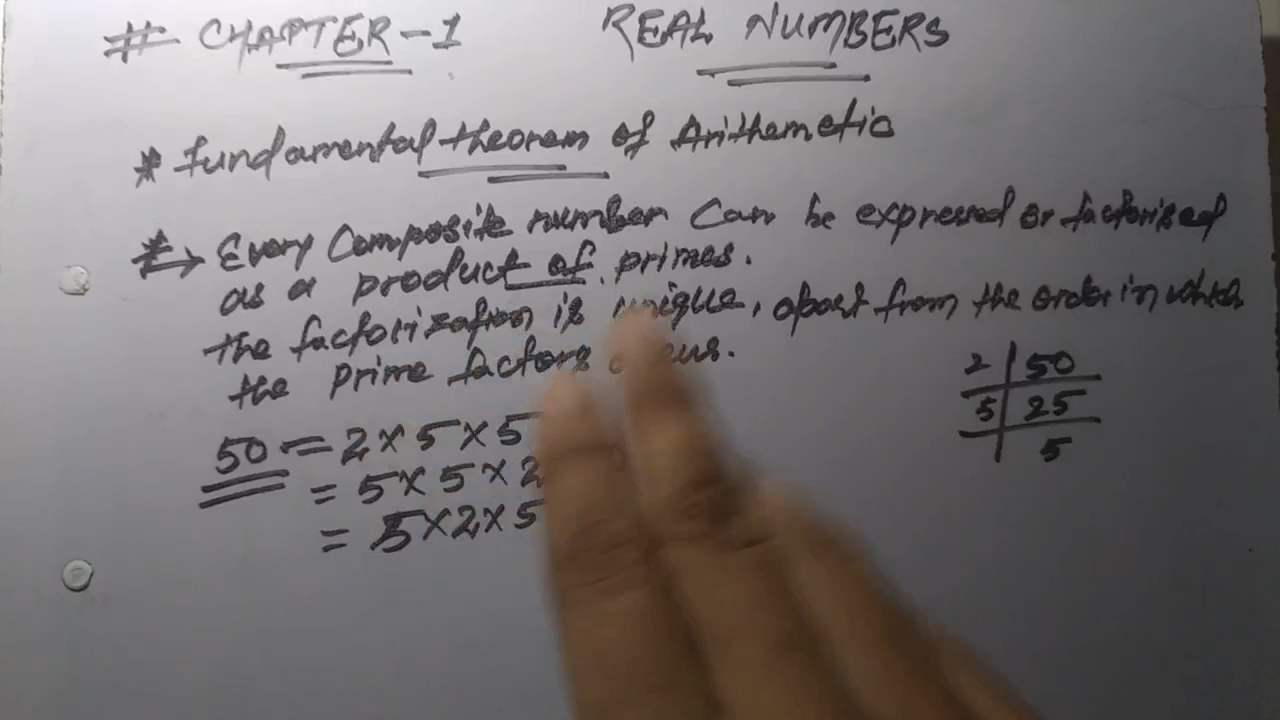 # CHAPTER-1 REAL NUMBERS
* Fundamental theorem of Arithemetic
*→ Every Composite number Can be expressed or factorised
as a product of primes.
the factorization is unique, apart from the order in which
the prime factors
50 = 2 × 5 × 5
= 5 × 5 × 2
= 5 × 2 × 5
2 | 50
5 | 25
5